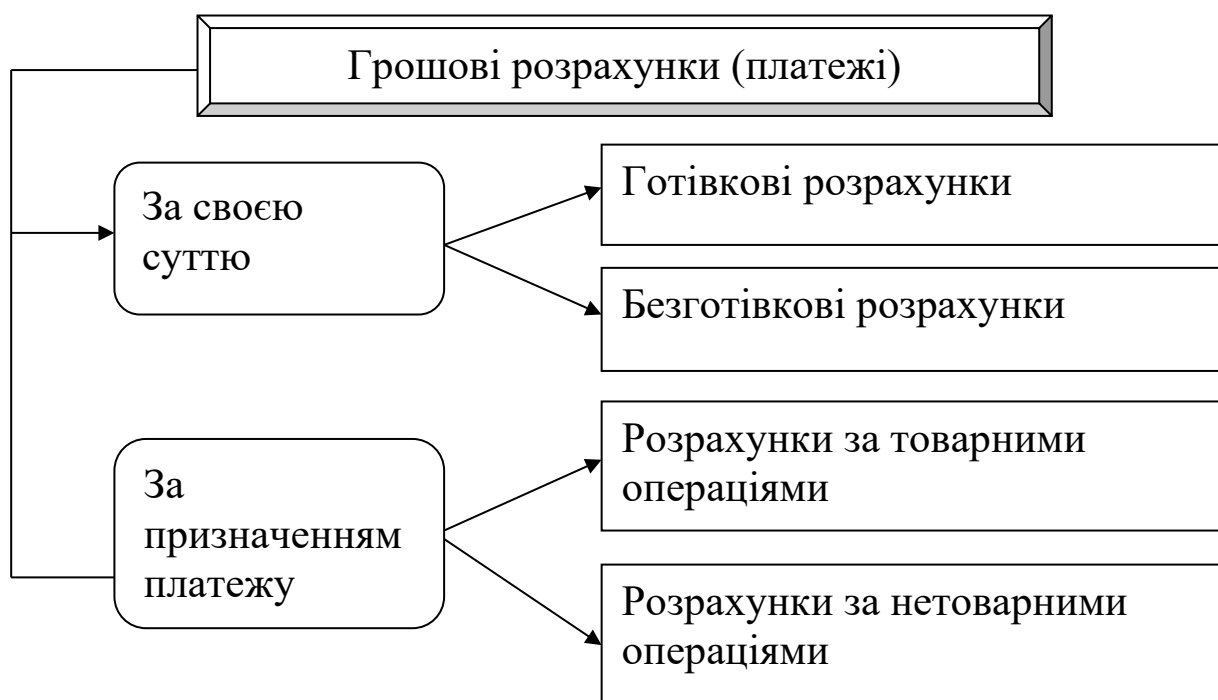 Грошові розрахунки (платежі)
За своєю
суттю
Готівкові розрахунки
Безготівкові розрахунки
За
призначенням
платежу
Розрахунки за товарними
операціями
Розрахунки за нетоварними
операціями